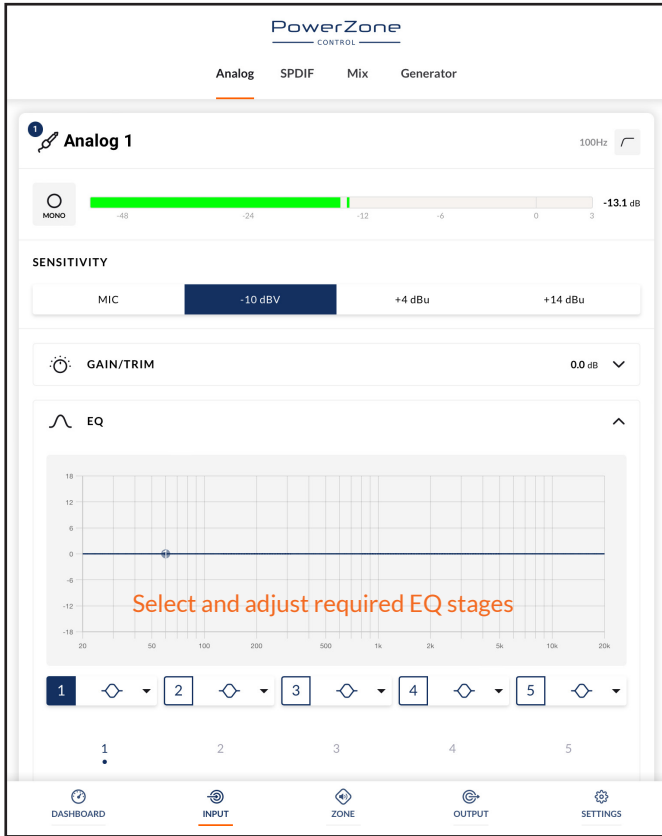 PowerZone
CONTROL
Analog SPDIF Mix Generator
1 Analog 1 100Hz
MONO -13.1 dB
-48 -24 -12 -6 0 3
SENSITIVITY
MIC -10 dBV +4 dBu +14 dBu
GAIN/TRIM 0.0 dB
EQ
18
12
6
0
-6
-12
-18
Select and adjust required EQ stages
20 50 100 200 500 1k 2k 5k 10k 20k
1 2 3 4 5
1 2 3 4 5
DASHBOARD INPUT ZONE OUTPUT SETTINGS